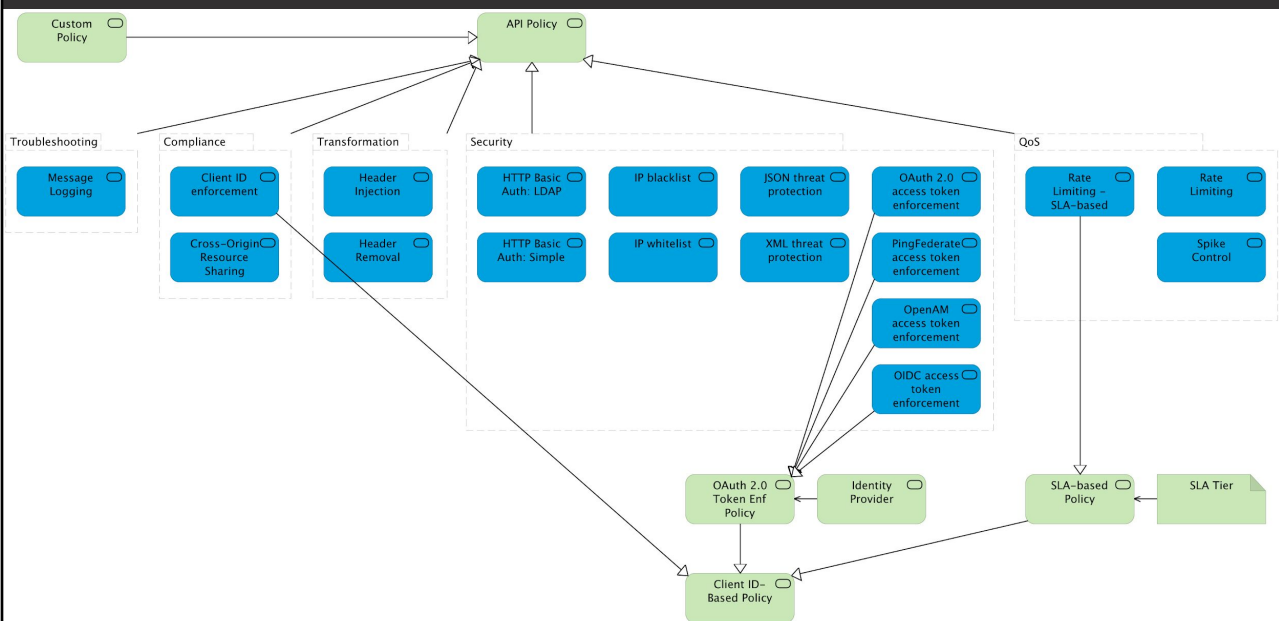 Custom
Policy
API Policy
Troubleshooting
Compliance
Transformation
Security
QoS
Message
Logging
Client ID
enforcement
Header
Injection
HTTP Basic
Auth: LDAP
IP blacklist
JSON threat
protection
OAuth 2.0
access token
enforcement
Rate
Limiting -
SLA-based
Rate
Limiting
Cross-Origin
Resource
Sharing
Header
Removal
HTTP Basic
Auth: Simple
IP whitelist
XML threat
protection
PingFederate
access token
enforcement
Spike
Control
OpenAM
access token
enforcement
OIDC access
token
enforcement
OAuth 2.0
Token Enf
Policy
Identity
Provider
SLA-based
Policy
SLA Tier
Client ID-
Based Policy